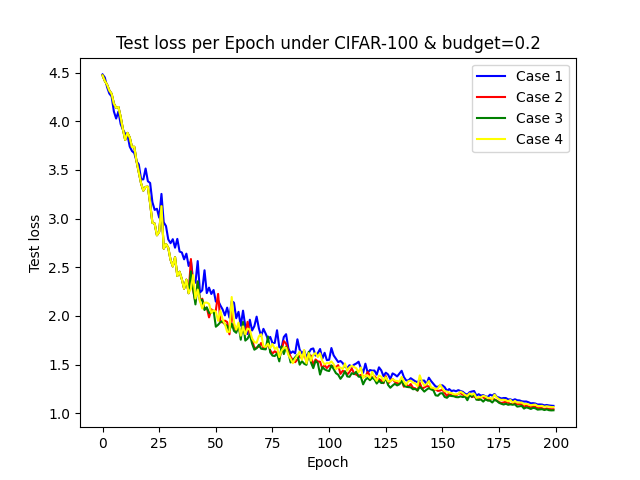 Test loss per Epoch under CIFAR-100 & budget=0.2
Case 1
Case 2
Case 3
Case 4
Test loss
4.5
4.0
3.5
3.0
2.5
2.0
1.5
1.0
0 25 50 75 100 125 150 175 200
Epoch